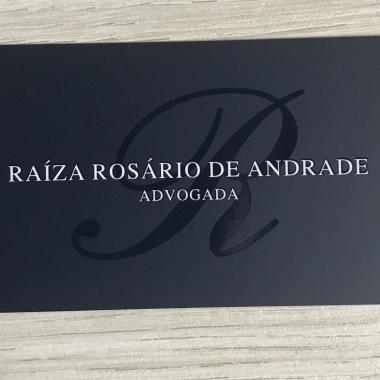 R
RAÍZA ROSÁRIO DE ANDRADE
ADVOGADA